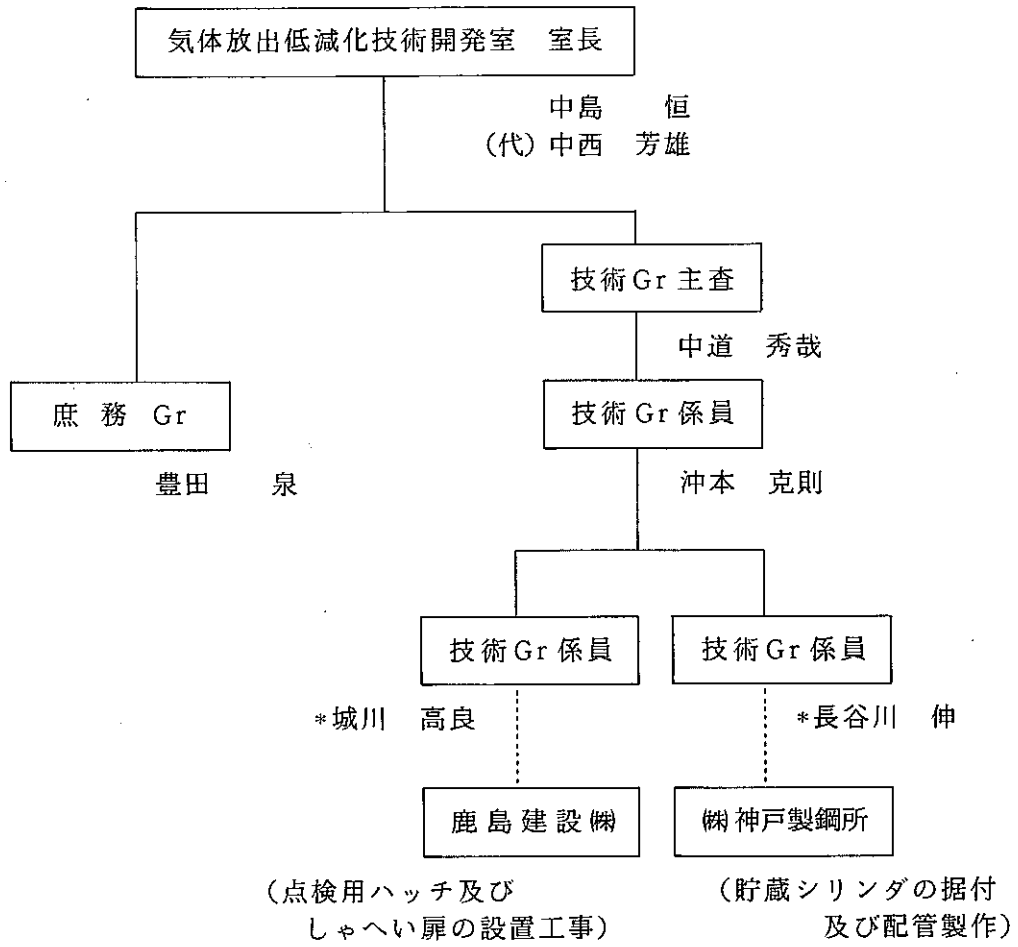 気体放出低減化技術開発室　室長
中島　　恒
(代) 中西　芳雄
技術Gr 主査
中道　秀哉
庶　務　Gr
豊田　　泉
技術Gr 係員
沖本　克則
技術Gr 係員
*城川　高良
技術Gr 係員
*長谷川　伸
鹿島建設㈱
(点検用ハッチ及び
しゃへい扉の設置工事)
㈱神戸製鋼所
(貯蔵シリンダの据付
及び配管製作)